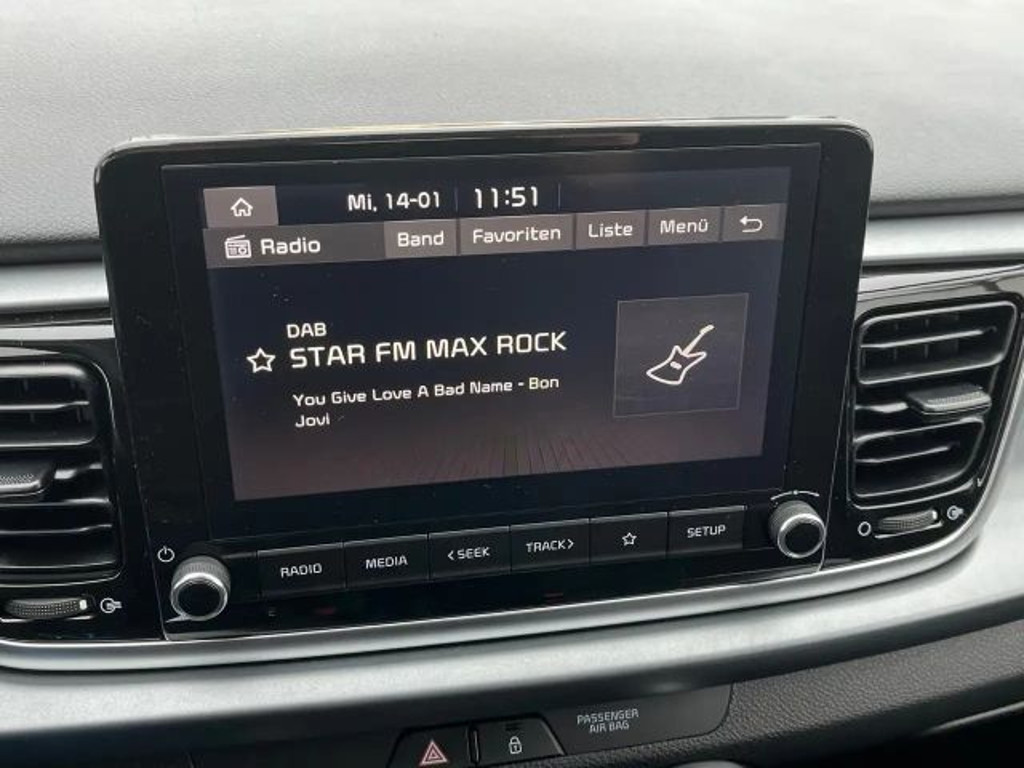 Mi, 14-01 11:51
Radio Band Favoriten Liste Menü
DAB
STAR FM MAX ROCK
You Give Love A Bad Name - Bon
Jovi
RADIO MEDIA < SEEK TRACK > SETUP
PASSENGER
AIR BAG